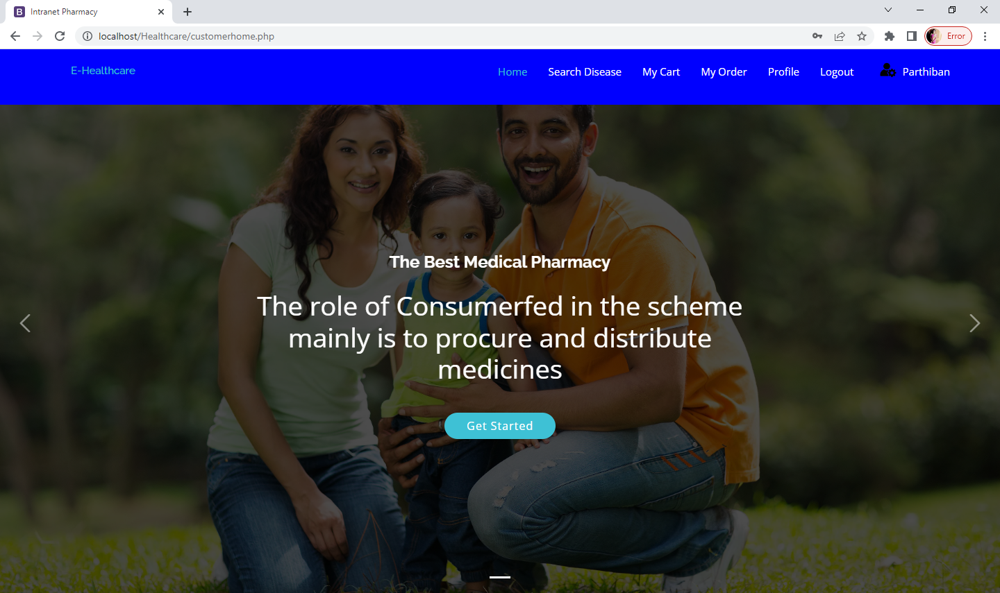 Intranet Pharmacy
localhost/Healthcare/customerhome.php
Error
E-Healthcare
Home
Search Disease
My Cart
My Order
Profile
Logout
Parthiban
The Best Medical Pharmacy
The role of Consumerfed in the scheme
mainly is to procure and distribute
medicines
Get Started